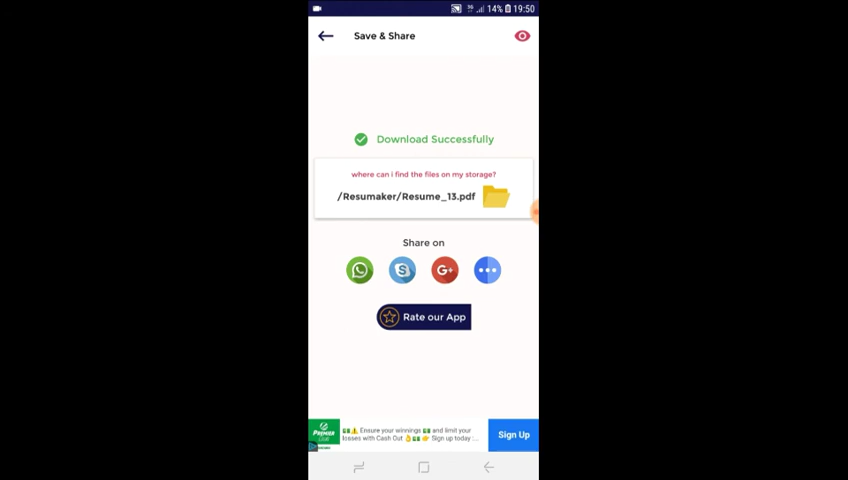 14% 19:50
Save & Share
Download Successfully
where can i find the files on my storage?
/Resumaker/Resume_13.pdf
Share on
G+
Rate our App
PREMIER
Ensure your winnings and limit your
losses with Cash Out Sign up today :...
Sign Up